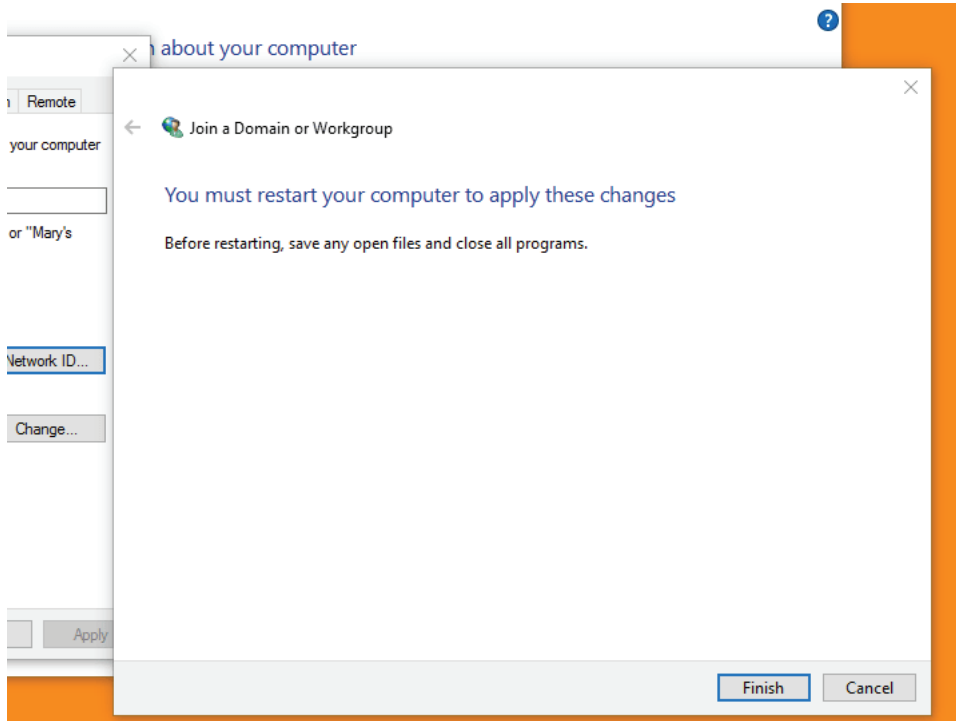 about your computer
Remote
your computer
or "Mary's
Network ID...
Change...
Apply
Join a Domain or Workgroup
You must restart your computer to apply these changes
Before restarting, save any open files and close all programs.
Finish
Cancel